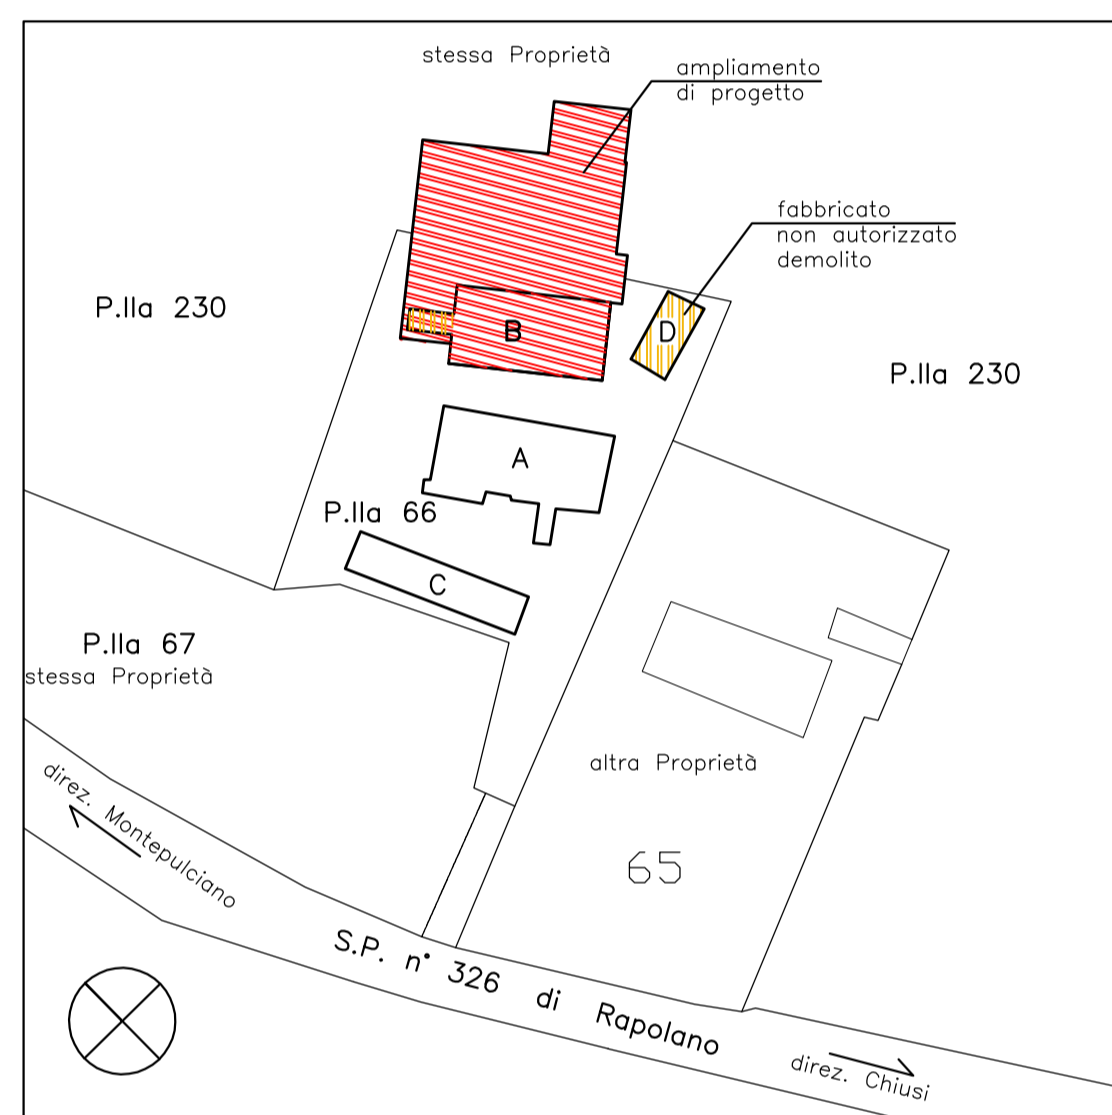 stessa Proprietà
ampliamento
di progetto
fabbricato
non autorizzato
demolito
P.lla 230
B
D
P.lla 230
A
P.lla 66
C
P.lla 67
stessa Proprietà
altra Proprietà
direz. Montepulciano
65
S.P. n° 326 di Rapolano
direz. Chiusi